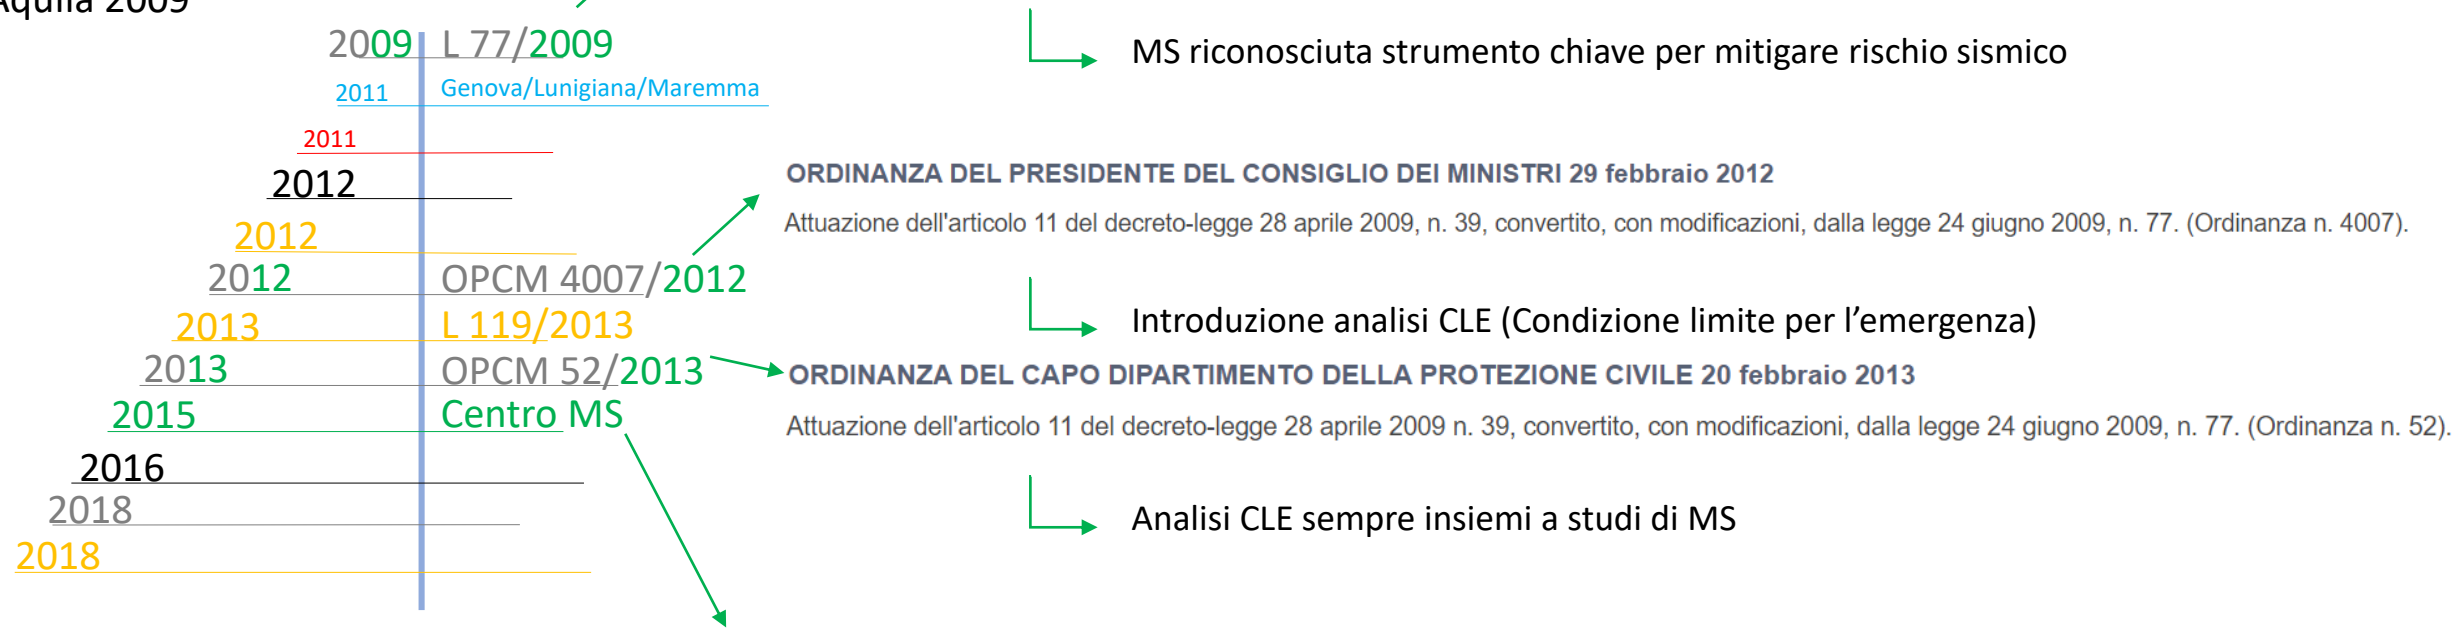 Aquila 2009
2009 L 77/2009
MS riconosciuta strumento chiave per mitigare rischio sismico
2011 Genova/Lunigiana/Maremma
2011
2012
ORDINANZA DEL PRESIDENTE DEL CONSIGLIO DEI MINISTRI 29 febbraio 2012
Attuazione dell'articolo 11 del decreto-legge 28 aprile 2009, n. 39, convertito, con modificazioni, dalla legge 24 giugno 2009, n. 77. (Ordinanza n. 4007).
2012
2012 OPCM 4007/2012
2013 L 119/2013
Introduzione analisi CLE (Condizione limite per l’emergenza)
2013 OPCM 52/2013
ORDINANZA DEL CAPO DIPARTIMENTO DELLA PROTEZIONE CIVILE 20 febbraio 2013
2015 Centro MS
Attuazione dell'articolo 11 del decreto-legge 28 aprile 2009 n. 39, convertito, con modificazioni, dalla legge 24 giugno 2009, n. 77. (Ordinanza n. 52).
2016
2018
Analisi CLE sempre insiemi a studi di MS
2018